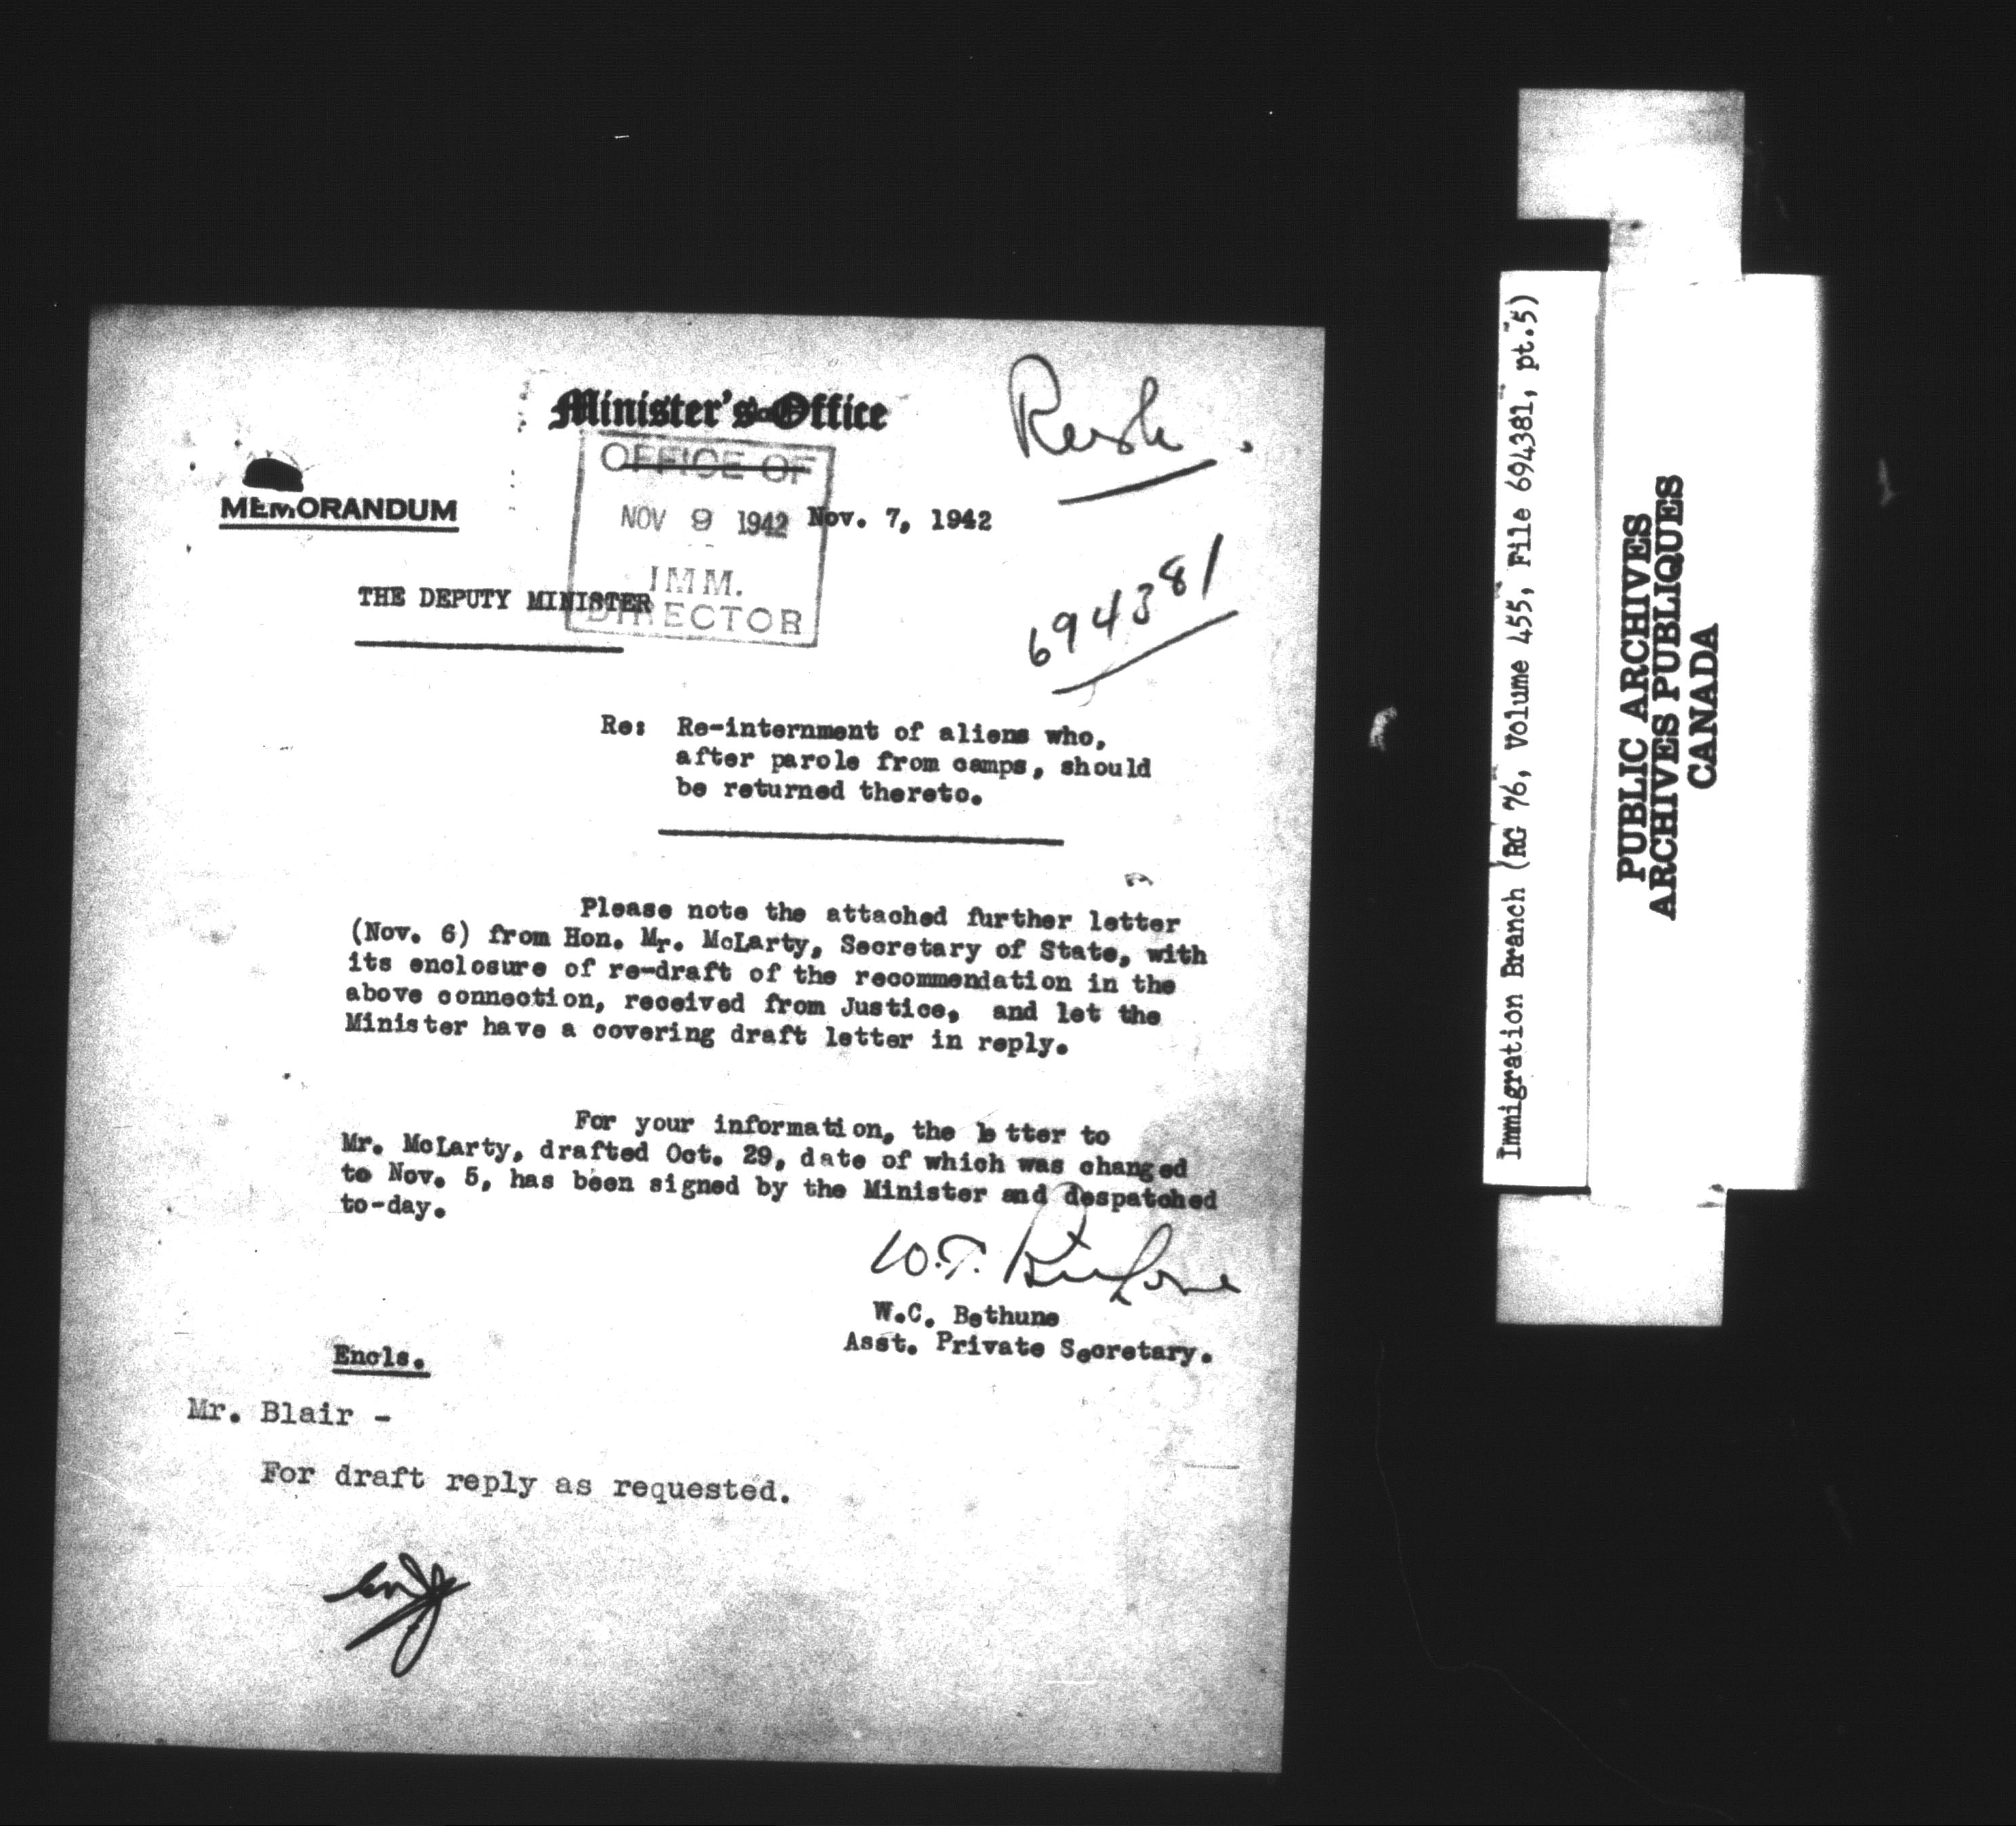 Minister's Office
Rush.
OFFICE OF
MEMORANDUM
NOV 9 1942
Nov. 7, 1942
IMM.
DIRECTOR
THE DEPUTY MINISTER
694381
Re: Re-internment of aliens who,
after parole from camps, should
be returned thereto.
Please note the attached further letter
(Nov. 6) from Hon. Mr. McLarty, Secretary of State, with
its enclosure of re-draft of the recommendation in the
above connection, received from Justice, and let the
Minister have a covering draft letter in reply.
For your information, the letter to
Mr. McLarty, drafted Oct. 29, date of which was changed
to Nov. 5, has been signed by the Minister and despatched
to-day.
W.C. Bethune
Asst. Private Secretary.
Encls.
Mr. Blair -
For draft reply as requested.
Immigration Branch (RG 76, Volume 455, File 694381, pt.5)
PUBLIC ARCHIVES
ARCHIVES PUBLIQUES
CANADA